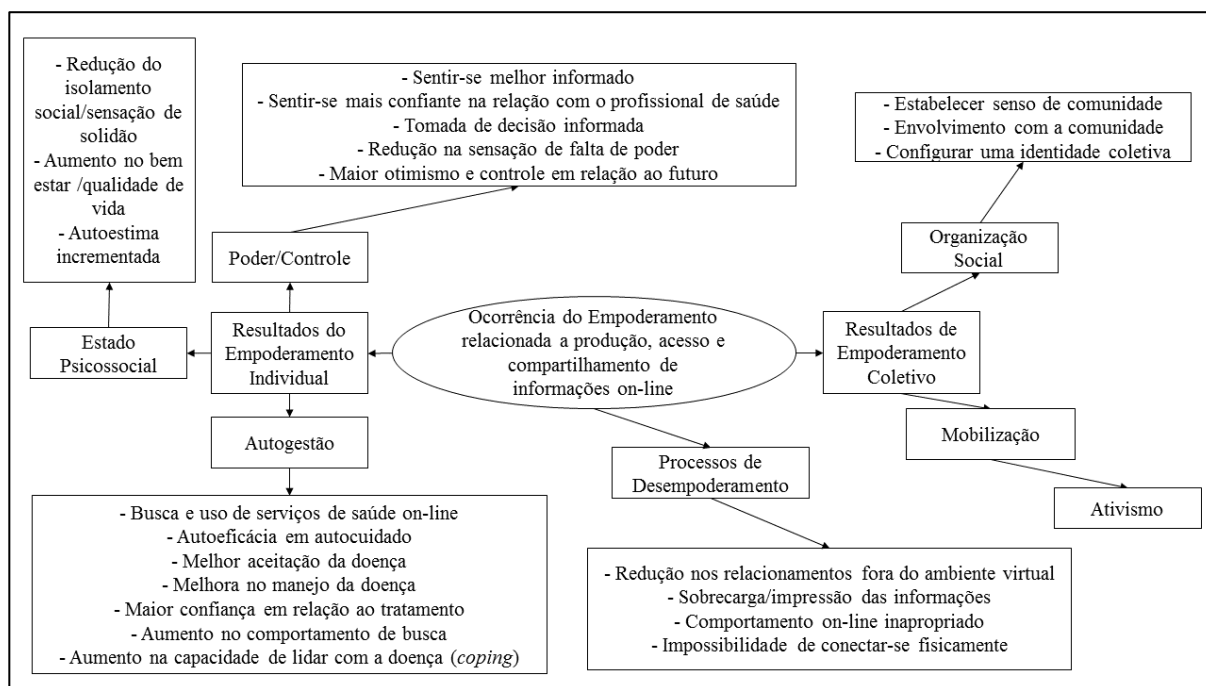 - Redução do
isolamento
social/sensação de
solidão
- Aumento no bem
estar /qualidade de
vida
- Autoestima
incrementada
- Sentir-se melhor informado
- Sentir-se mais confiante na relação com o profissional de saúde
- Tomada de decisão informada
- Redução na sensação de falta de poder
- Maior otimismo e controle em relação ao futuro
- Estabelecer senso de comunidade
- Envolvimento com a comunidade
- Configurar uma identidade coletiva
Poder/Controle
Organização
Social
Estado
Psicossocial
Resultados do
Empoderamento
Individual
Ocorrência do Empoderamento
relacionada a produção, acesso e
compartilhamento de
informações on-line
Resultados de
Empoderamento
Coletivo
Autogestão
Processos de
Desempoderamento
Mobilização
Ativismo
- Busca e uso de serviços de saúde on-line
- Autoeficácia em autocuidado
- Melhor aceitação da doença
- Melhora no manejo da doença
- Maior confiança em relação ao tratamento
- Aumento no comportamento de busca
- Aumento na capacidade de lidar com a doença (coping)
- Redução nos relacionamentos fora do ambiente virtual
- Sobrecarga/impressão das informações
- Comportamento on-line inapropriado
- Impossibilidade de conectar-se fisicamente